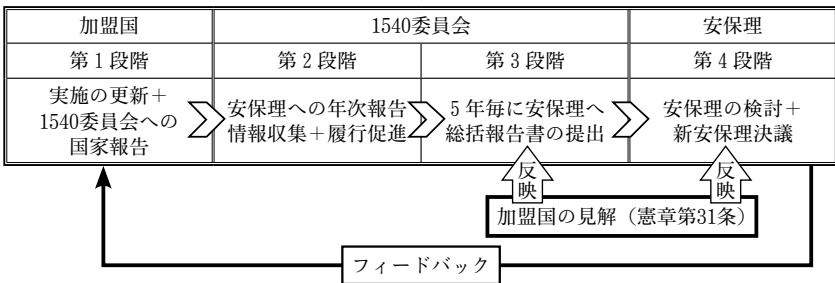 加盟国
1540委員会
安保理
第1段階
第2段階
第3段階
第4段階
実施の更新＋
1540委員会への
国家報告
安保理への年次報告
情報収集＋履行促進
5年毎に安保理へ
総括報告書の提出
安保理の検討＋
新安保理決議
反映
反映
加盟国の見解（憲章第31条）
フィードバック